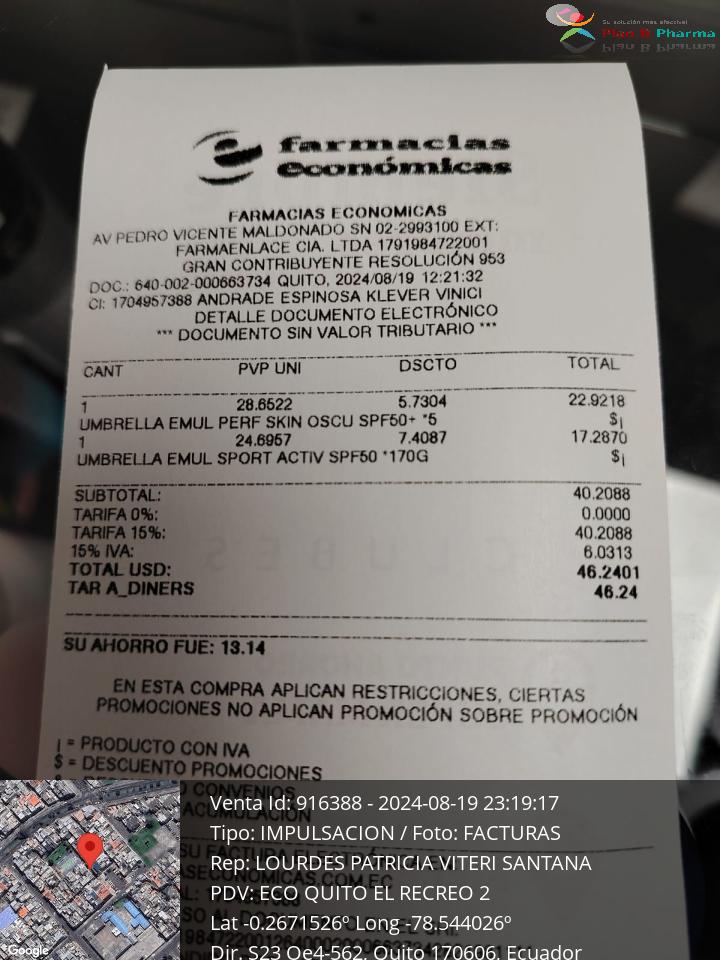 Su solución más efectiva!
Plan B Pharma
farmacias
económicas
FARMACIAS ECONOMICAS
AV PEDRO VICENTE MALDONADO SN 02-2993100 EXT:
FARMAENLACE CIA. LTDA 1791984722001
GRAN CONTRIBUYENTE RESOLUCIÓN 953
DOC.: 640-002-000663734 QUITO, 2024/08/19 12:21:32
CI: 1704957388 ANDRADE ESPINOSA KLEVER VINICI
DETALLE DOCUMENTO ELECTRÓNICO
*** DOCUMENTO SIN VALOR TRIBUTARIO ***
CANT PVP UNI DSCTO TOTAL
1 28.6522 5.7304 22.9218
UMBRELLA EMUL PERF SKIN OSCU SPF50+ *5 $¡
1 24.6957 7.4087 17.2870
UMBRELLA EMUL SPORT ACTIV SPF50 *170G $¡
SUBTOTAL: 40.2088
TARIFA 0%: 0.0000
TARIFA 15%: 40.2088
15% IVA: 6.0313
TOTAL USD: 46.2401
TAR A_DINERS 46.24
SU AHORRO FUE: 13.14
EN ESTA COMPRA APLICAN RESTRICCIONES, CIERTAS
PROMOCIONES NO APLICAN PROMOCIÓN SOBRE PROMOCIÓN
¡ = PRODUCTO CON IVA
$ = DESCUENTO PROMOCIONES
CONVENIOS
Venta Id: 916388 - 2024-08-19 23:19:17
Tipo: IMPULSACION / Foto: FACTURAS
Rep: LOURDES PATRICIA VITERI SANTANA
PDV: ECO QUITO EL RECREO 2
Lat -0.2671526º Long -78.544026º
Dir. S23 Oe4-562, Quito 170606, Ecuador
Google